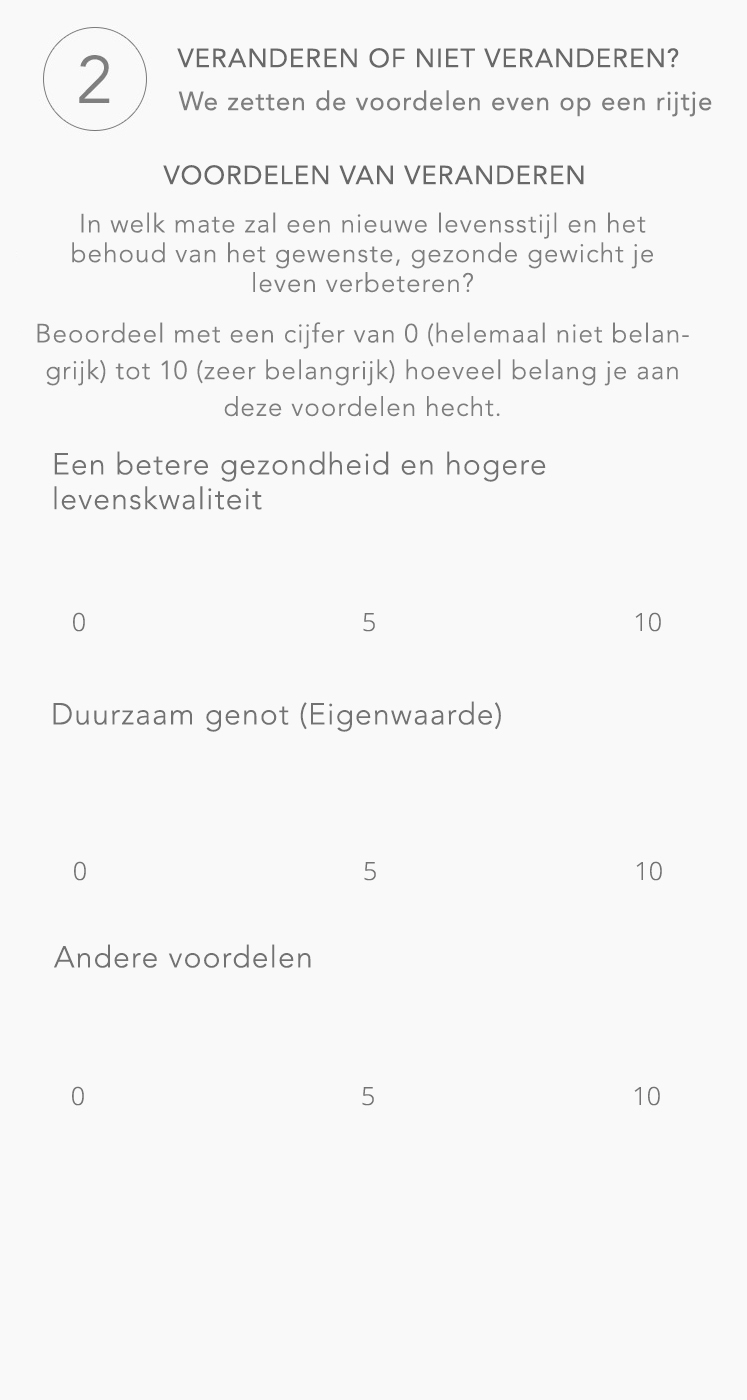 2
VERANDEREN OF NIET VERANDEREN?
We zetten de voordelen even op een rijtje
VOORDELEN VAN VERANDEREN
In welk mate zal een nieuwe levensstijl en het
behoud van het gewenste, gezonde gewicht je
leven verbeteren?
Beoordeel met een cijfer van 0 (helemaal niet belan-
grijk) tot 10 (zeer belangrijk) hoeveel belang je aan
deze voordelen hecht.
Een betere gezondheid en hogere
levenskwaliteit
0 5 10
Duurzaam genot (Eigenwaarde)
0 5 10
Andere voordelen
0 5 10